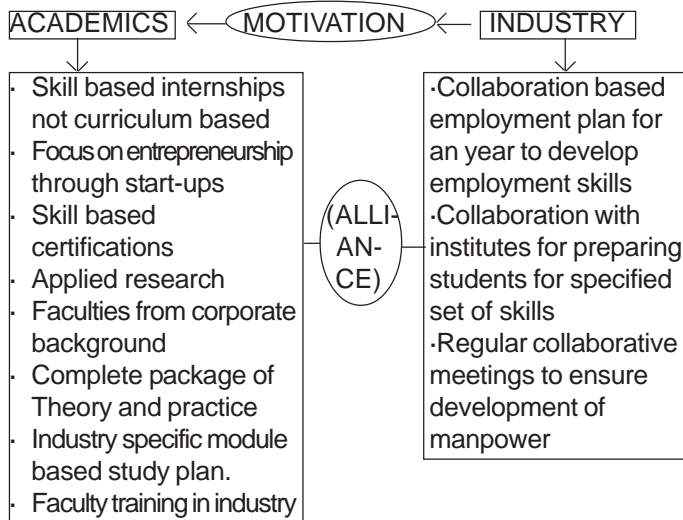 ACADEMICS MOTIVATION INDUSTRY
· Skill based internships
not curriculum based
· Focus on entrepreneurship
through start-ups
· Skill based
certifications
· Applied research
· Faculties from corporate
background
· Complete package of
Theory and practice
· Industry specific module
based study plan.
· Faculty training in industry
(ALLI-
AN-
CE)
·Collaboration based
employment plan for
an year to develop
employment skills
·Collaboration with
institutes for preparing
students for specified
set of skills
·Regular collaborative
meetings to ensure
development of
manpower